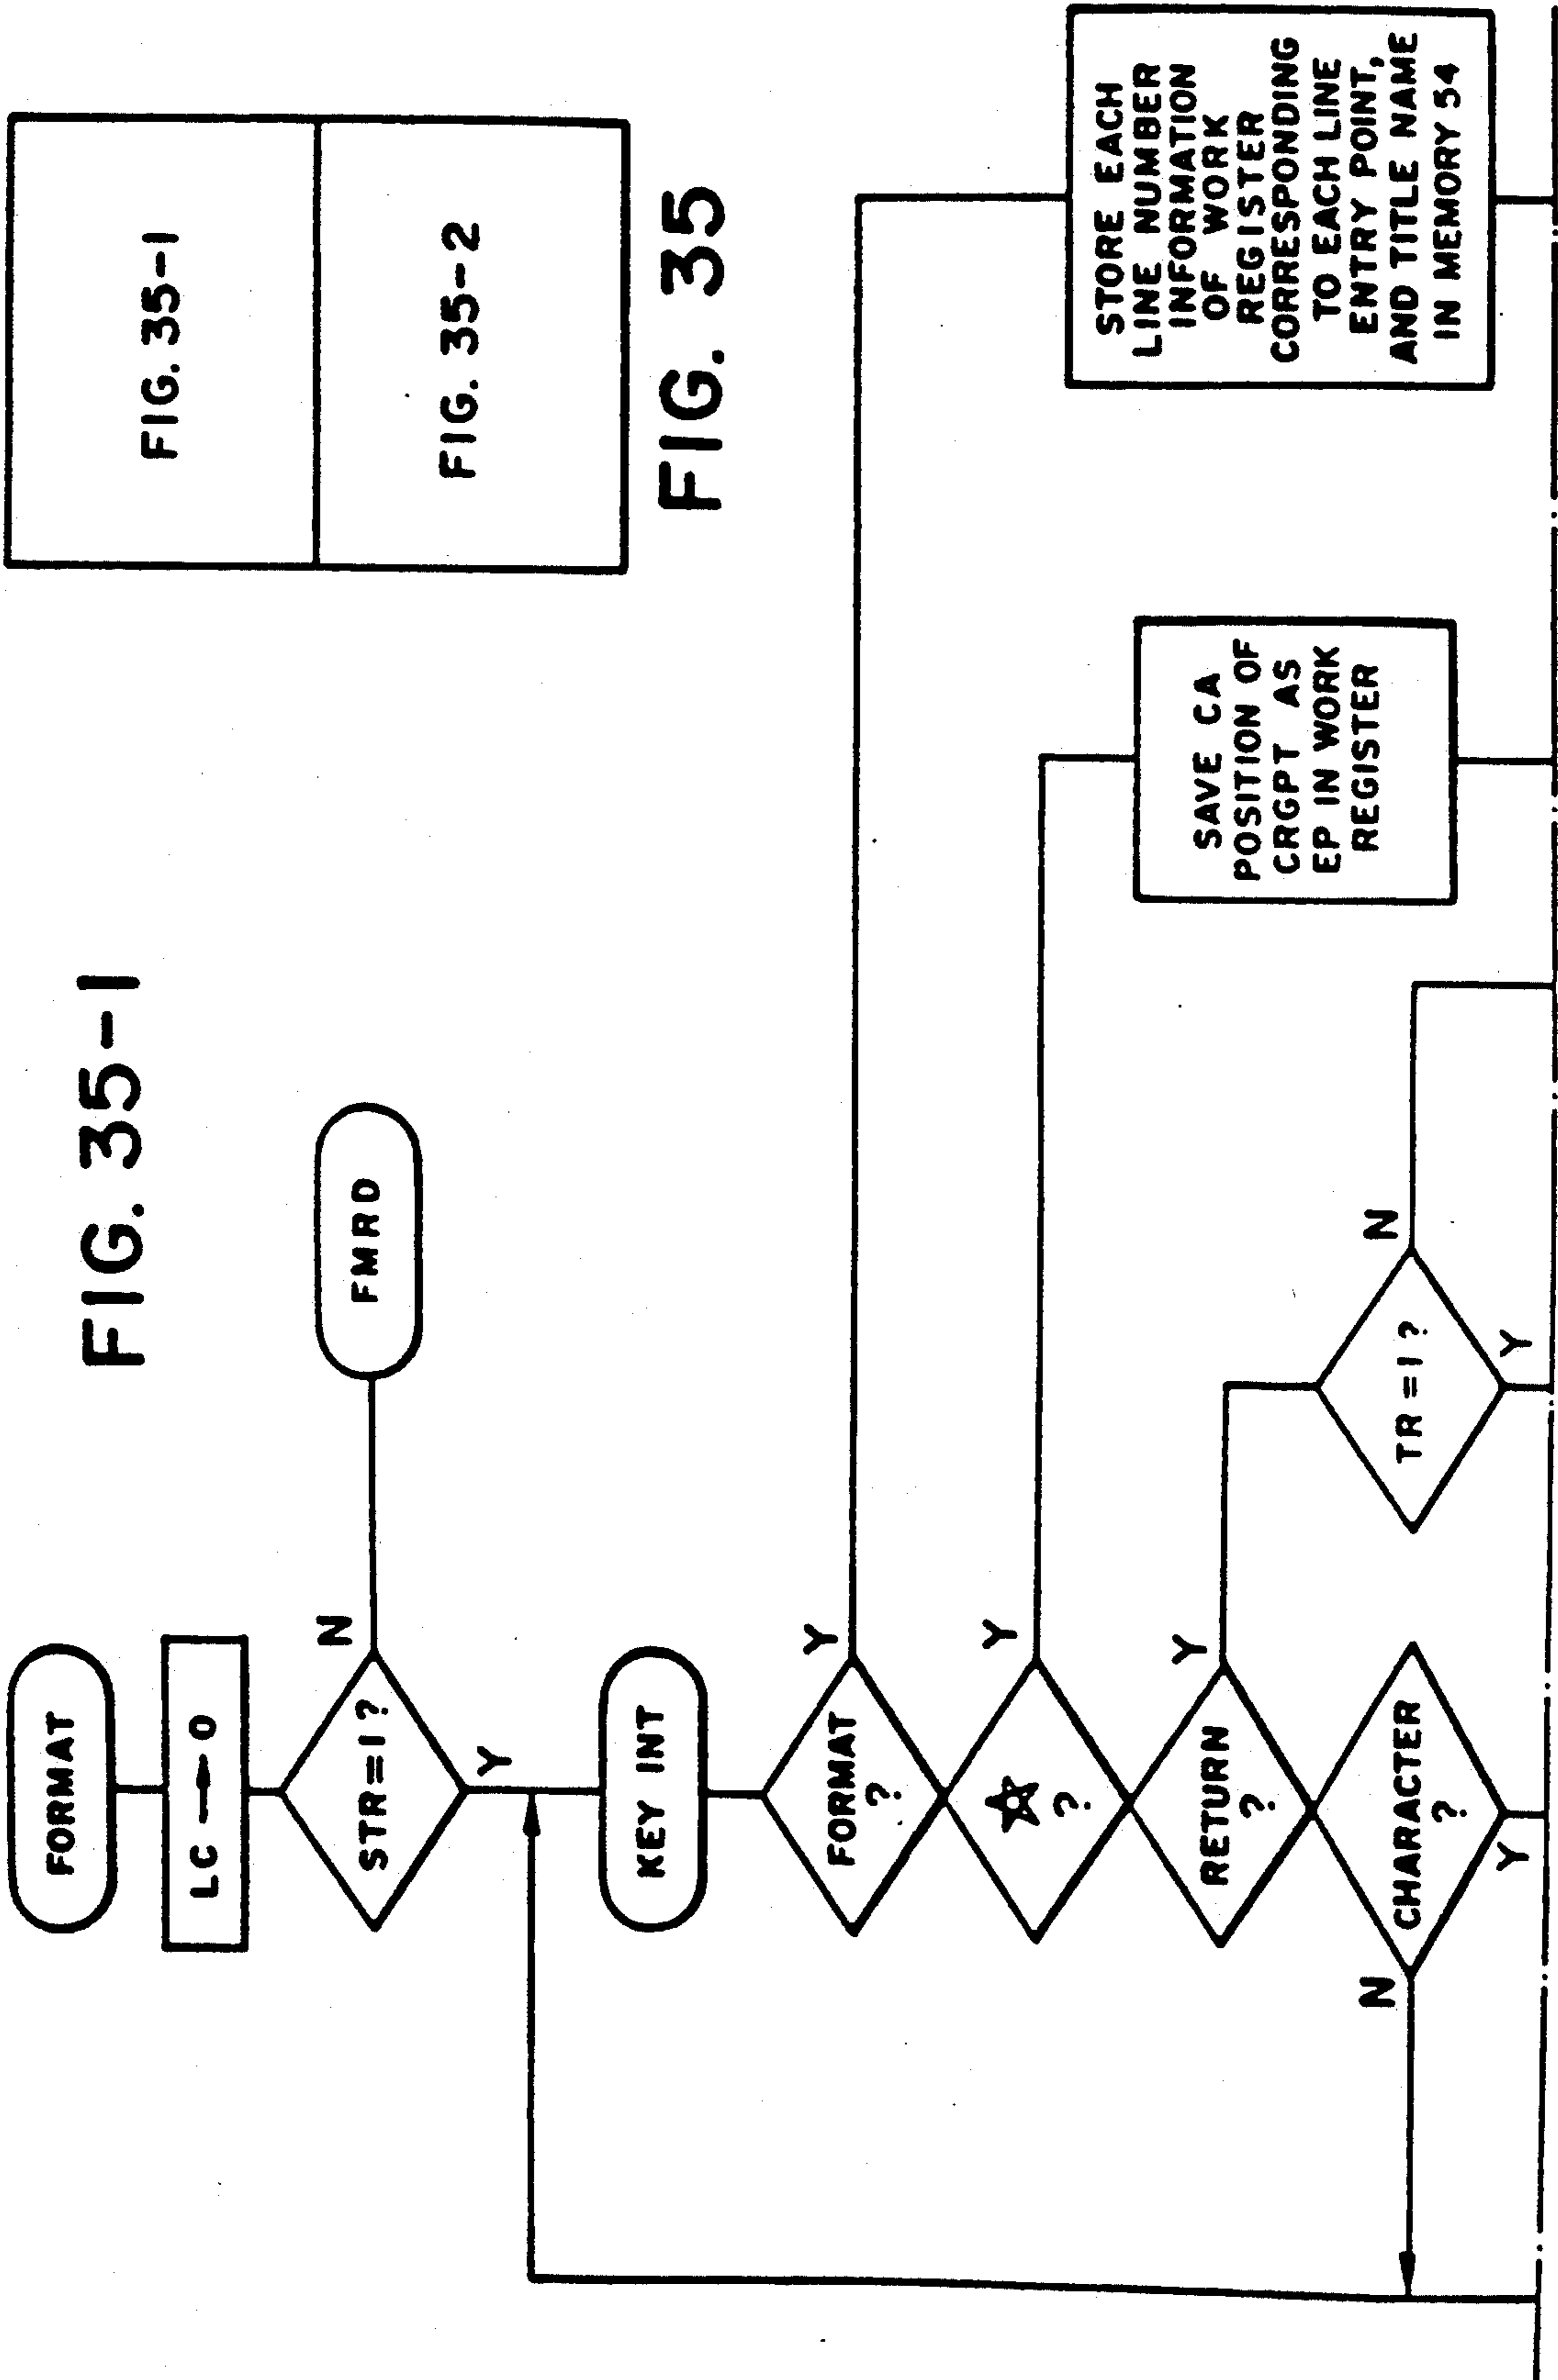 FIG. 35-1
FIG. 35-1
FIG. 35-2
FIG. 35
FORMAT
LC → 0
STR=1?
N
Y
FMRD
KEY INT
FORMAT
?
Y
☆
?
Y
RETURN
?
Y
CHARACTER
?
N
Y
TR=1?
N
Y
SAVE CA
POSITION OF
CRGPT AS
EP IN WORK
REGISTER
STORE EACH
LINE NUMBER
INFORMATION
OF WORK
REGISTER
CORRESPONDING
TO EACH LINE
ENTRY POINT,
AND TITLE NAME
IN MEMORY 54